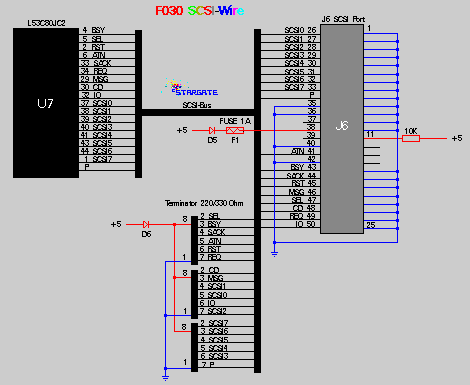 F030 SCSI-Wire
L53C80JC2
U7
4 BSY
5 SEL
2 RST
6 ATN
33 SACK
34 REQ
29 MSG
30 CD
32 IO
37 SCSI0
38 SCSI1
39 SCSI2
40 SCSI3
41 SCSI4
43 SCSI5
44 SCSI6
1 SCSI7
P
STARGATE
SCSI-Bus
+5
D5
FUSE 1A
F1
J6 SCSI Port
J6
SCSI0 26
SCSI1 27
SCSI2 28
SCSI3 29
SCSI4 30
SCSI5 31
SCSI6 32
SCSI7 33
P
35
36
37
38
39
40
ATN 41
42
BSY 43
SACK 44
RST 45
MSG 46
SEL 47
CD 48
REQ 49
IO 50
1
11
25
10K
+5
Terminator 220/330 Ohm
+5
D6
8
2 SEL
3 BSY
4 SACK
5 ATN
6 RST
7 REQ
1
8
2 CD
3 MSG
4 SCSI1
5 SCSI0
6 IO
7 SCSI2
1
8
2 SCSI7
3 SCSI6
4 SCSI5
5 SCSI4
6 SCSI3
7 P
1